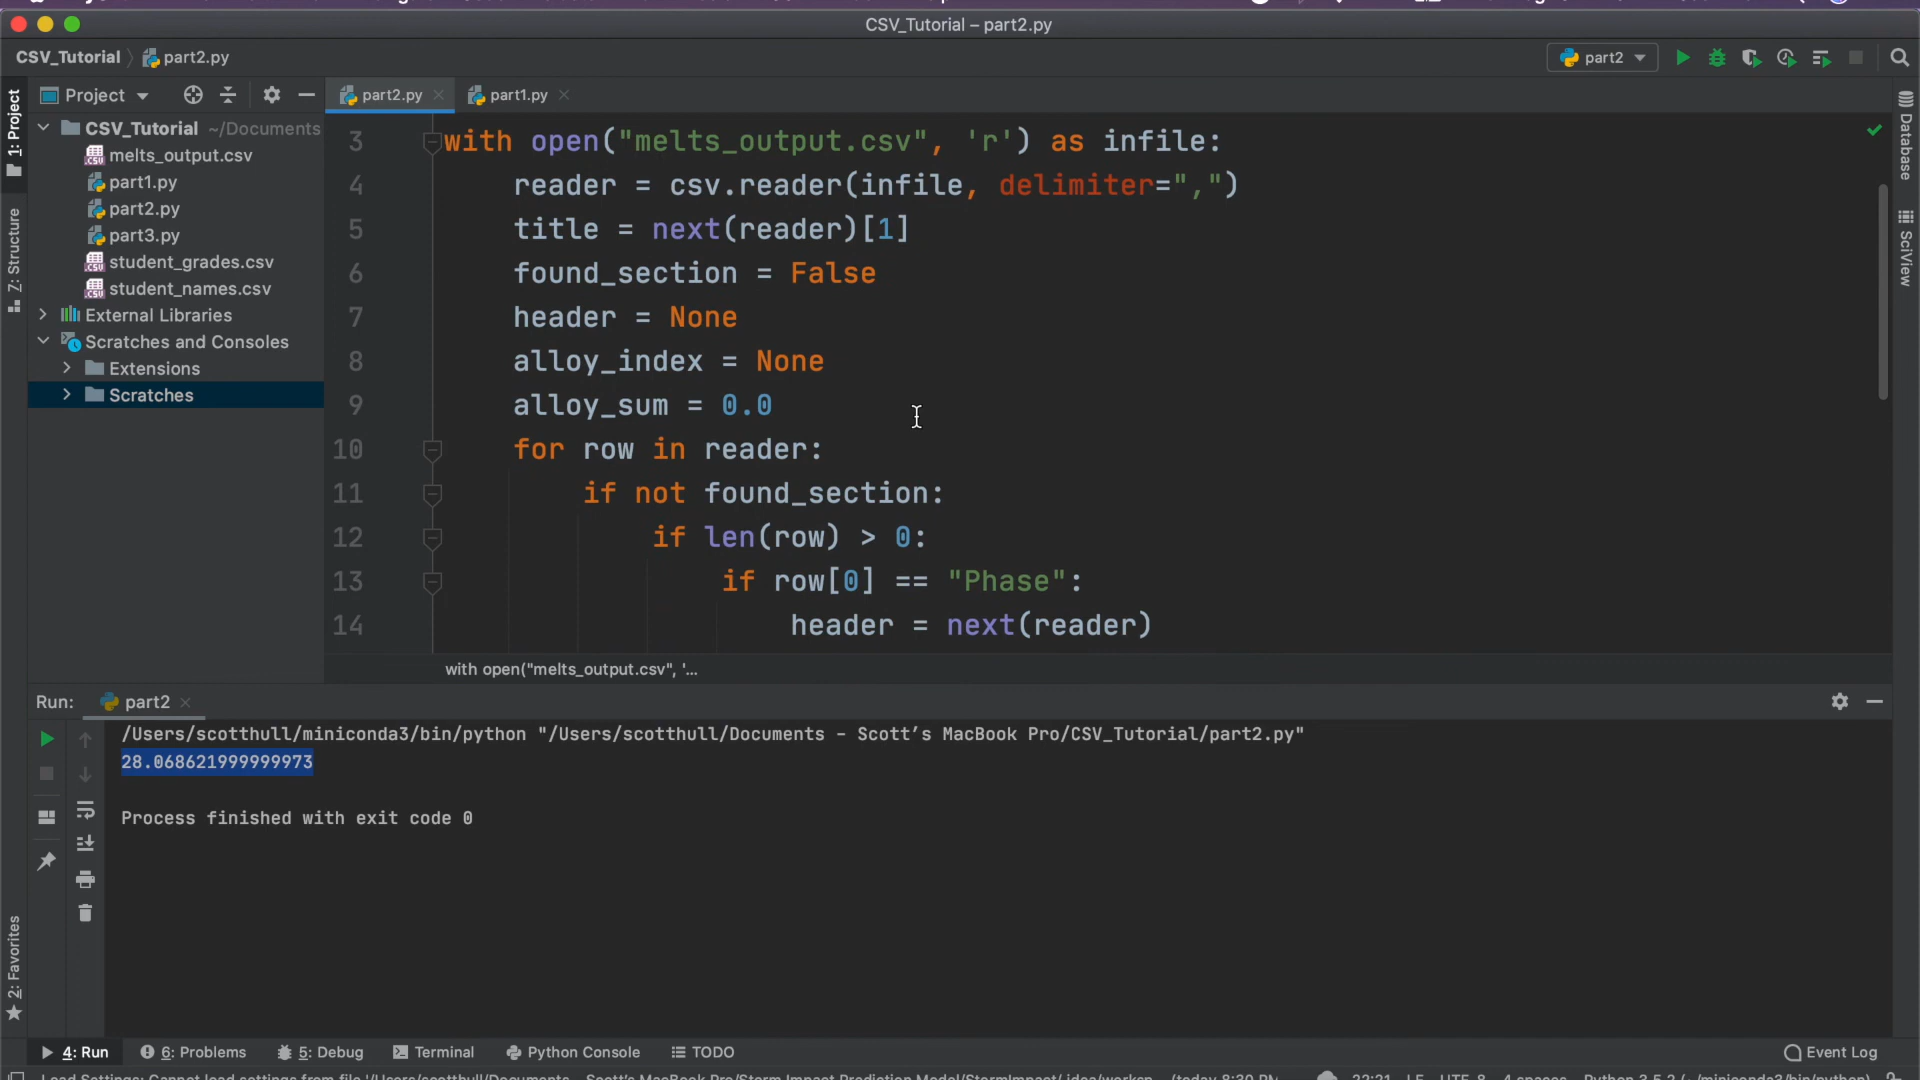 CSV_Tutorial – part2.py
CSV_Tutorial part2.py
part2
1: Project
Z: Structure
2: Favorites
Project
CSV_Tutorial ~/Documents
melts_output.csv
part1.py
part2.py
part3.py
student_grades.csv
student_names.csv
External Libraries
Scratches and Consoles
Extensions
Scratches
part2.py
part1.py
3 with open("melts_output.csv", 'r') as infile:
4 reader = csv.reader(infile, delimiter=",")
5 title = next(reader)[1]
6 found_section = False
7 header = None
8 alloy_index = None
9 alloy_sum = 0.0
10 for row in reader:
11 if not found_section:
12 if len(row) > 0:
13 if row[0] == "Phase":
14 header = next(reader)
with open("melts_output.csv", '...
Database
SciView
Run: part2
/Users/scotthull/miniconda3/bin/python "/Users/scotthull/Documents - Scott’s MacBook Pro/CSV_Tutorial/part2.py"
28.068621999999973
Process finished with exit code 0
4: Run
6: Problems
5: Debug
Terminal
Python Console
TODO
Event Log